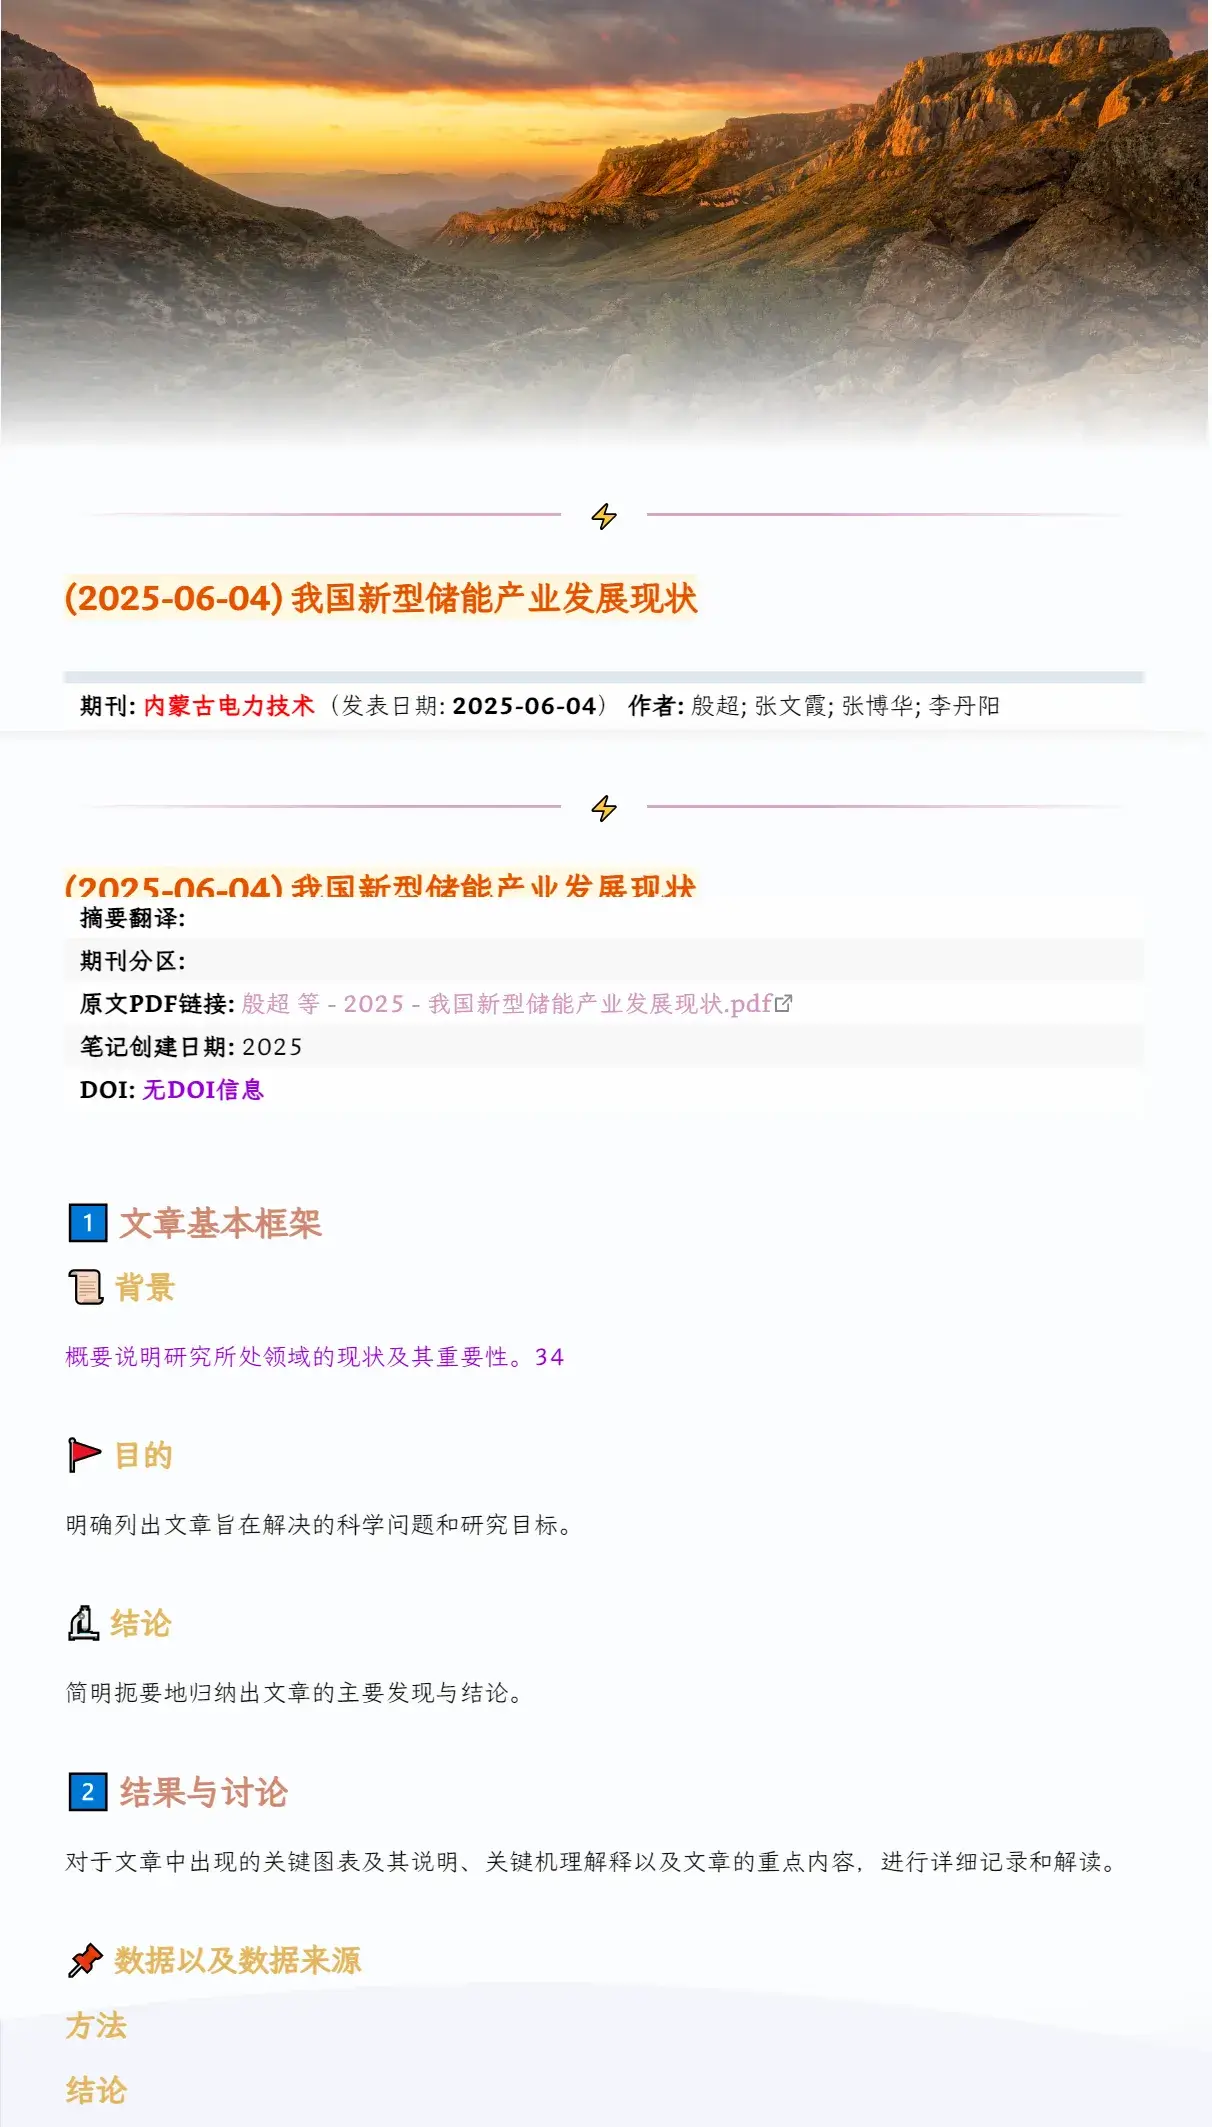 (2025-06-04) 我国新型储能产业发展现状
期刊: 内蒙古电力技术（发表日期: 2025-06-04） 作者: 殷超; 张文霞; 张博华; 李丹阳
(2025-06-04) 我国新型储能产业发展现状
摘要翻译:
期刊分区:
原文PDF链接: 殷超 等 - 2025 - 我国新型储能产业发展现状.pdf
笔记创建日期: 2025
DOI: 无DOI信息
1 文章基本框架
背景
概要说明研究所处领域的现状及其重要性。34
目的
明确列出文章旨在解决的科学问题和研究目标。
结论
简明扼要地归纳出文章的主要发现与结论。
2 结果与讨论
对于文章中出现的关键图表及其说明、关键机理解释以及文章的重点内容，进行详细记录和解读。
数据以及数据来源
方法
结论